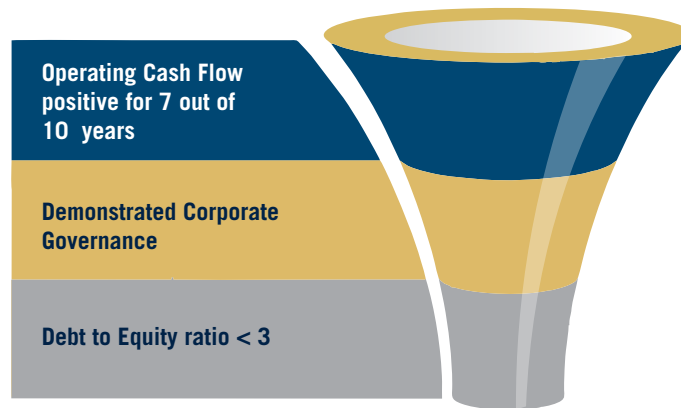 Operating Cash Flow
positive for 7 out of
10 years
Demonstrated Corporate
Governance
Debt to Equity ratio < 3